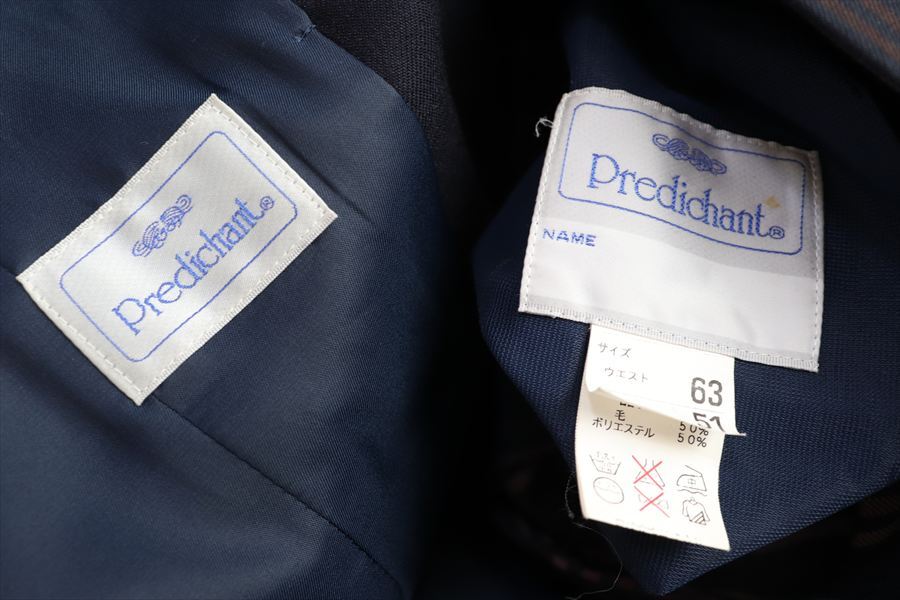 Predichant®
Predichant®
NAME
サイズ
ウエスト 63
毛 50%
ポリエステル 50%
中